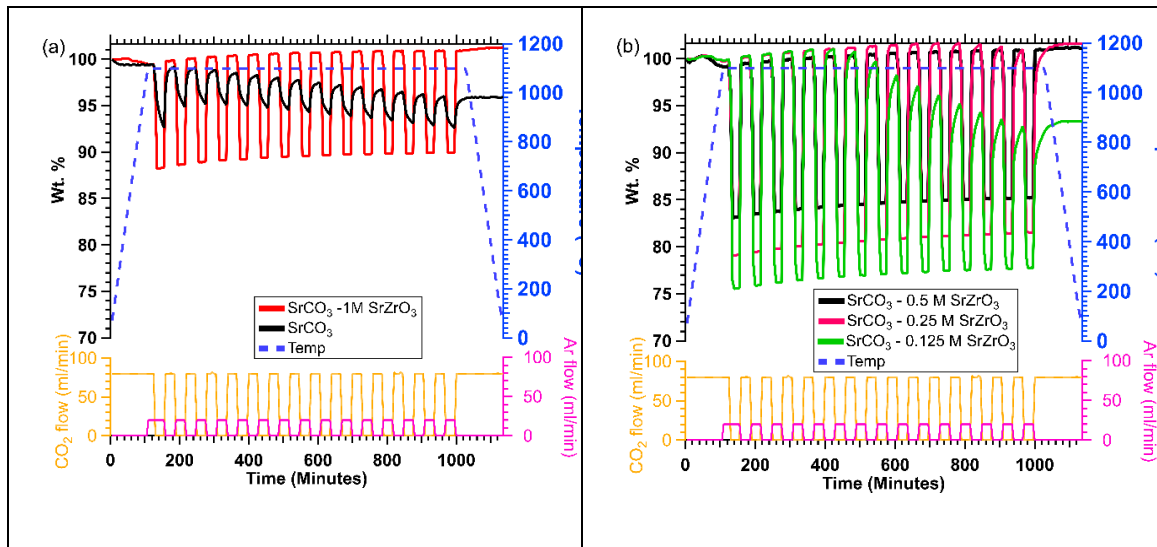 (a)
100
95
90
85
80
75
70
Wt. %
1200
1000
800
600
400
200
0
SrCO₃ -1M SrZrO₃
SrCO₃
Temp
100
50
0
CO₂ flow (ml/min)
80
40
0
Ar flow (ml/min)
0 200 400 600 800 1000
Time (Minutes)
(b)
100
95
90
85
80
75
70
Wt. %
1200
1000
800
600
400
200
0
SrCO₃ - 0.5 M SrZrO₃
SrCO₃ - 0.25 M SrZrO₃
SrCO₃ - 0.125 M SrZrO₃
Temp
100
50
0
CO₂ flow (ml/min)
80
40
0
Ar flow (ml/min)
0 200 400 600 800 1000
Time (Minutes)